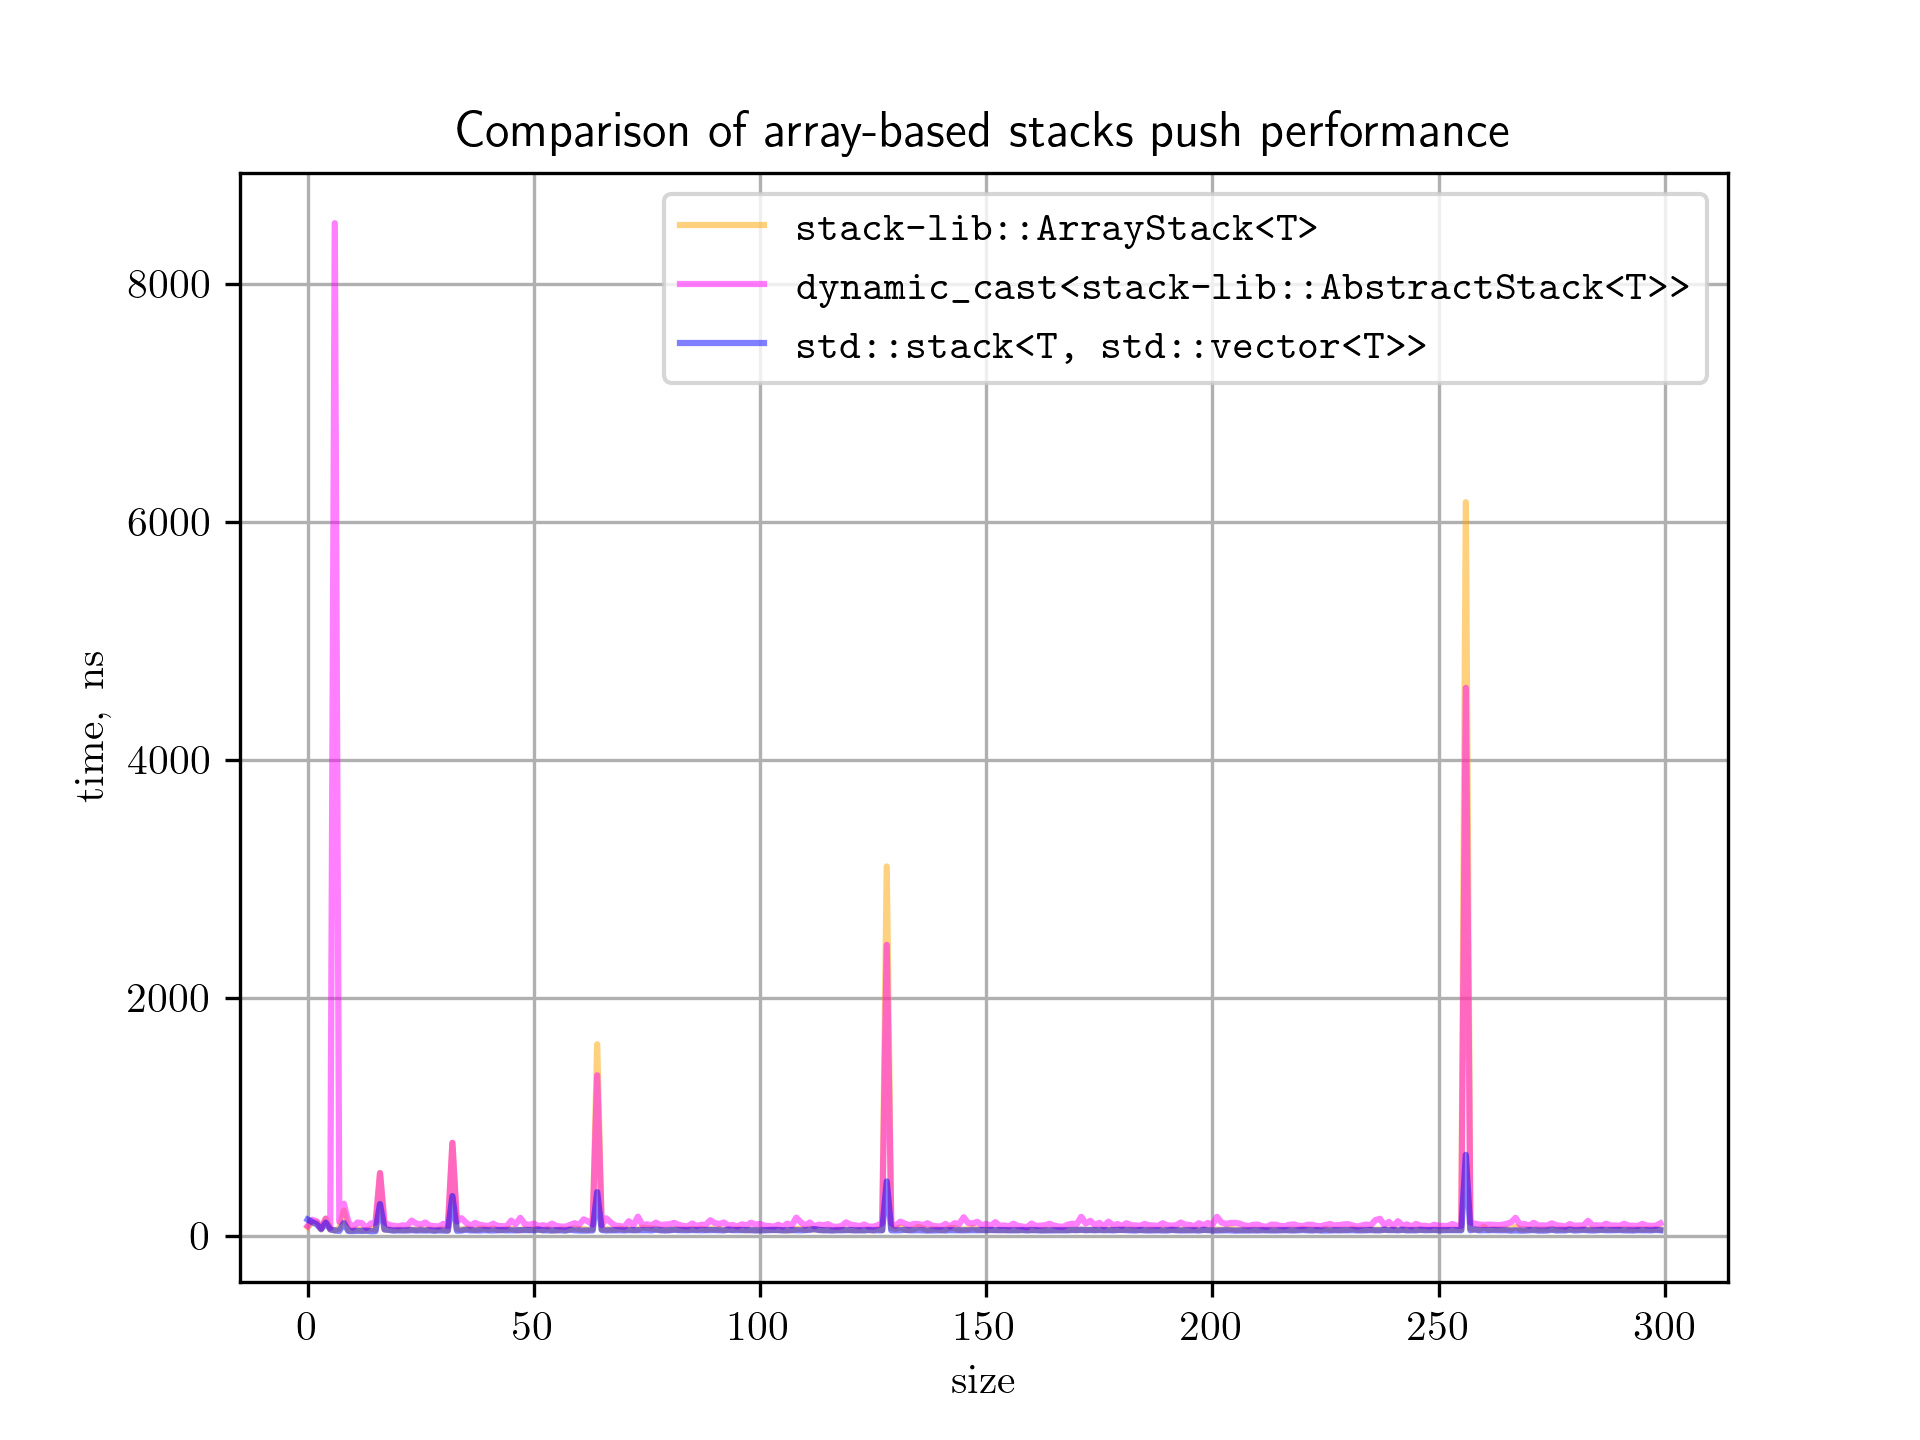 Comparison of array-based stacks push performance
stack-lib::ArrayStack<T>
dynamic_cast<stack-lib::AbstractStack<T>>
std::stack<T, std::vector<T>>
8000
6000
4000
2000
0
time, ns
0 50 100 150 200 250 300
size